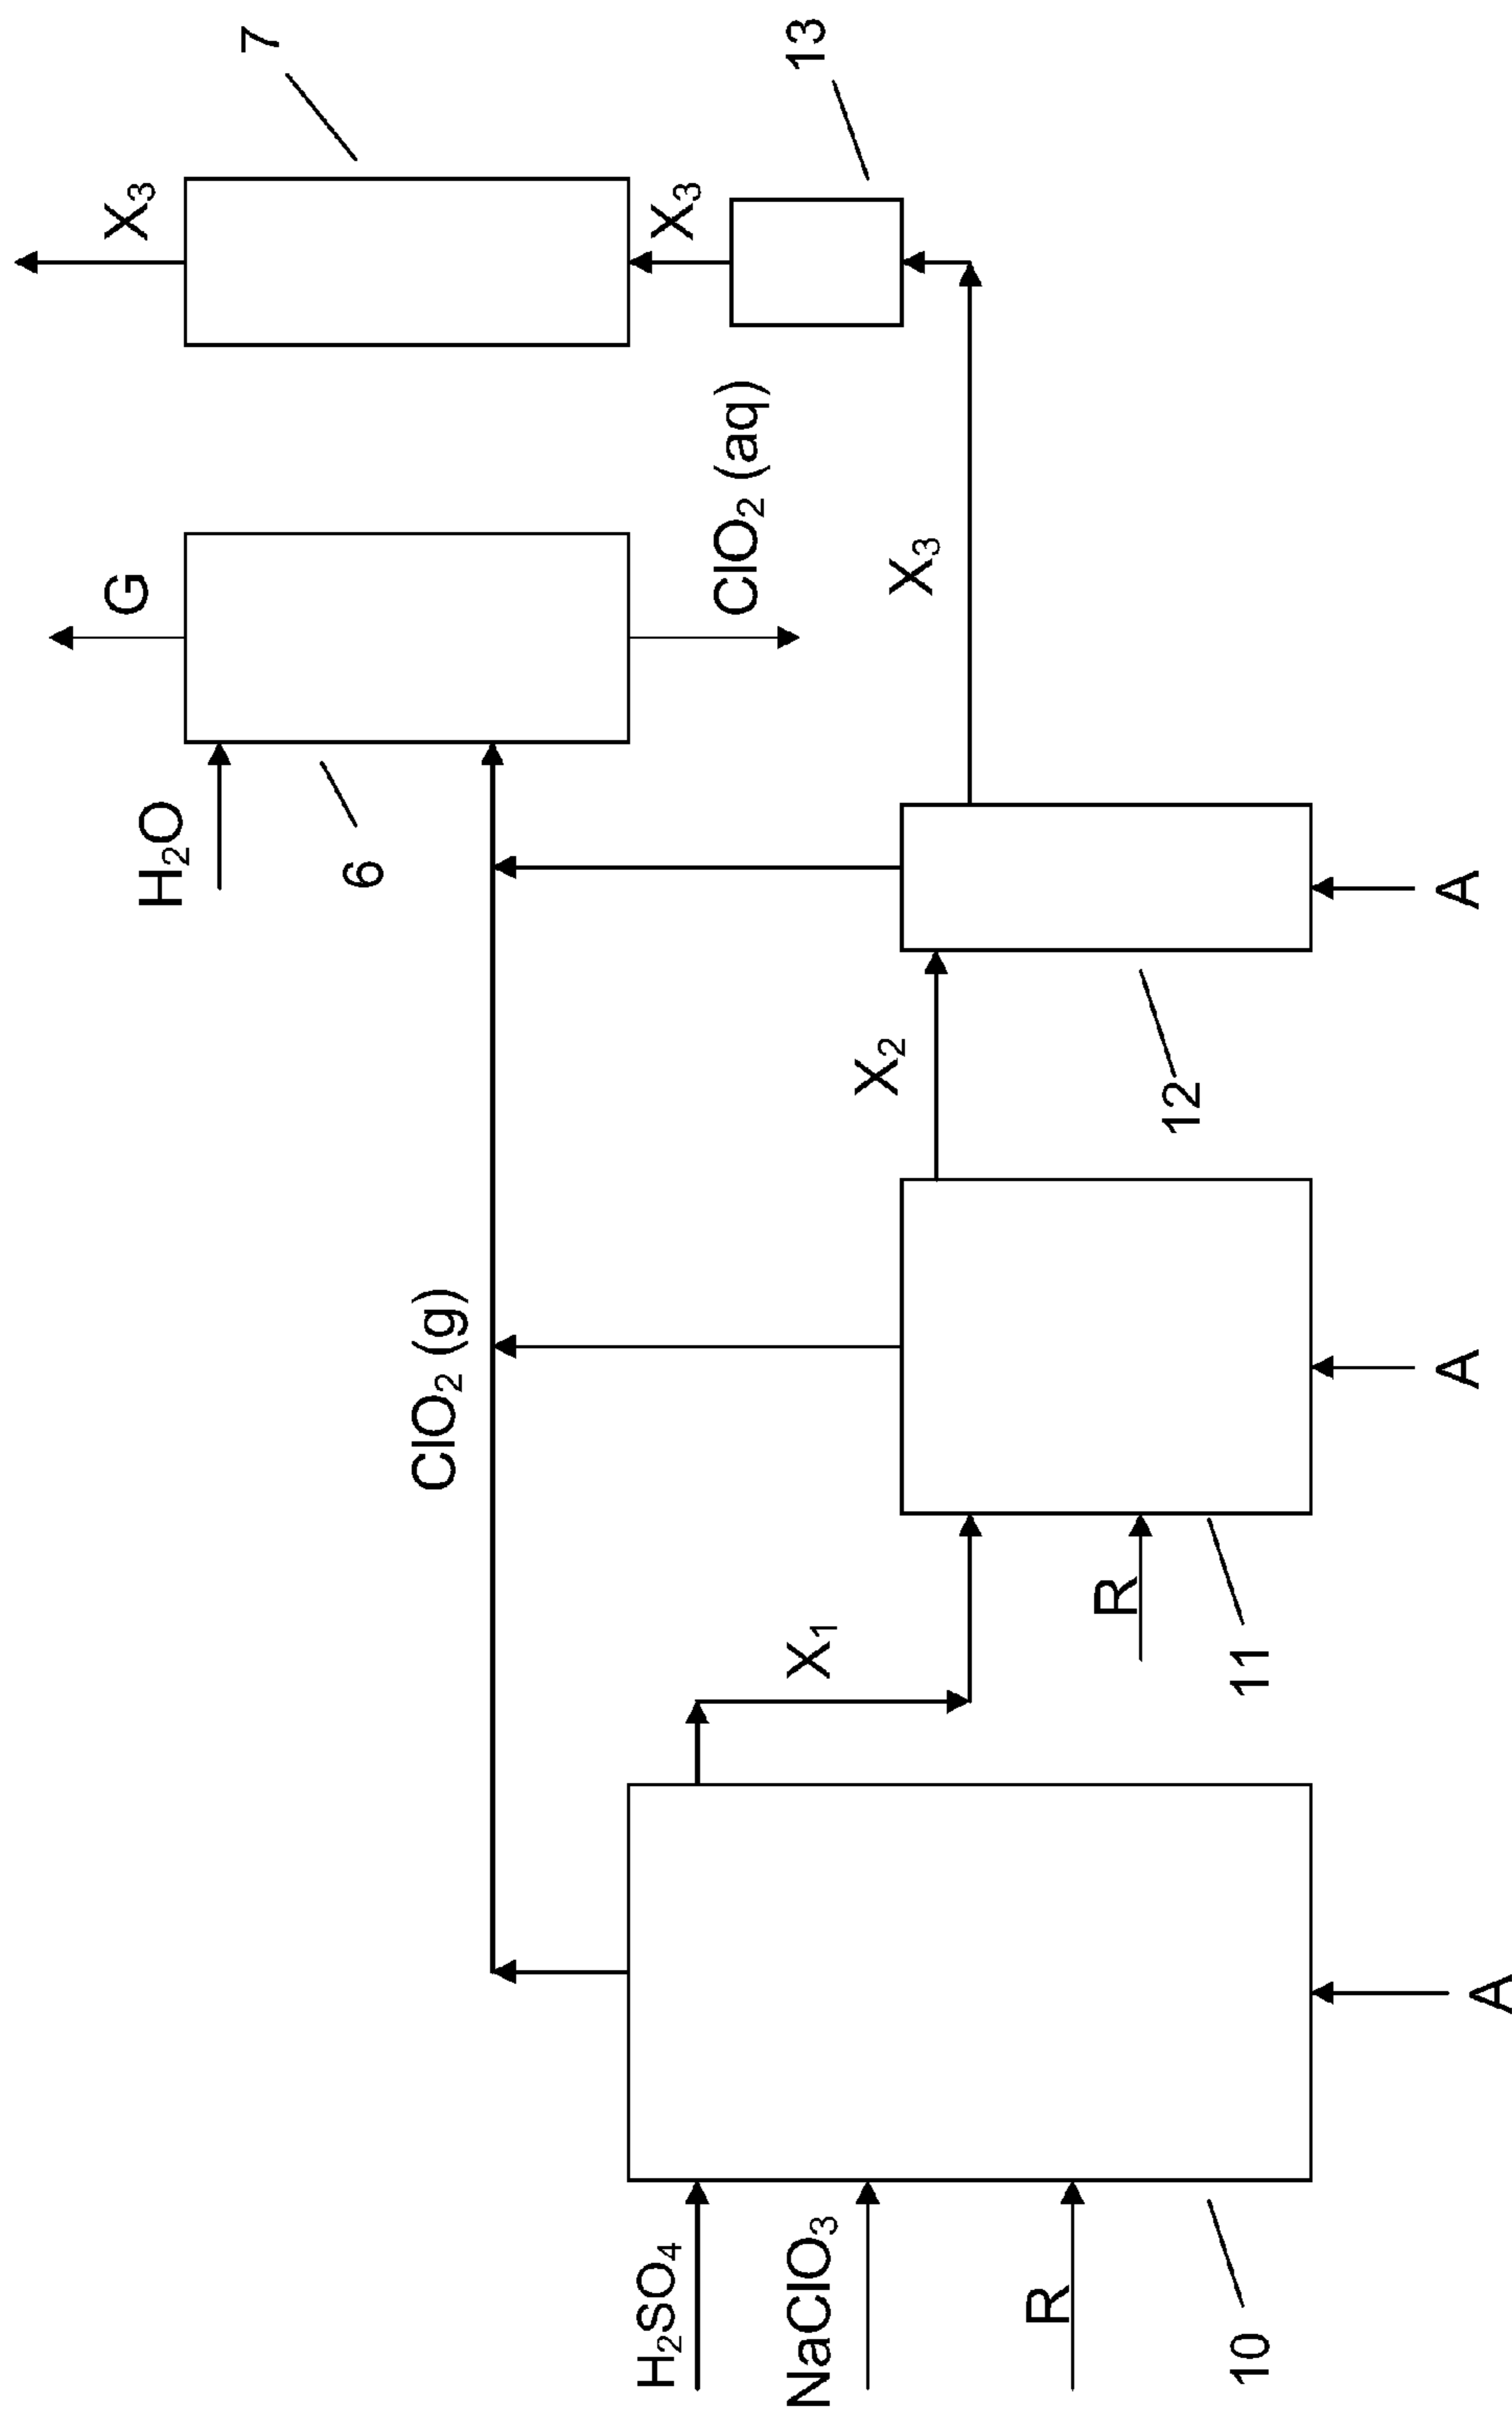 G
X₃
H₂O
7
6
ClO₂ (g)
H₂SO₄
X₃
ClO₂ (aq)
NaClO₃
X₁
13
X₂
X₃
R
R
12
10
11
A
A
A